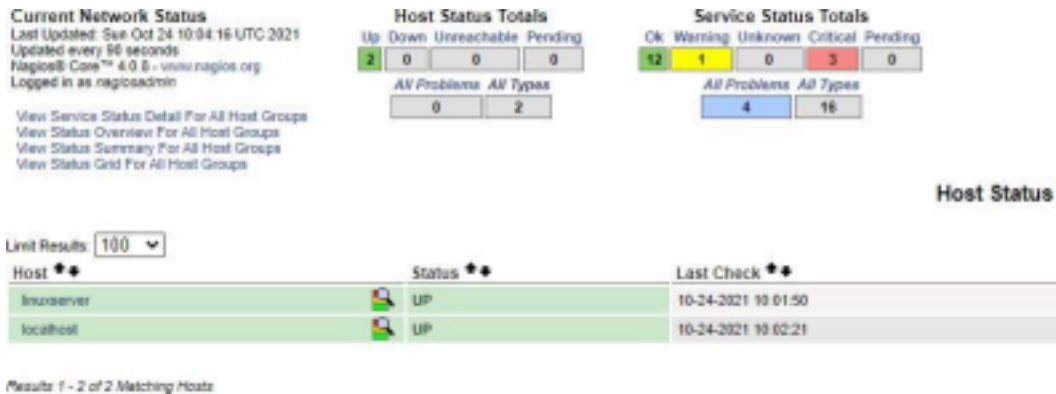 Current Network Status
Last Updated: Sun Oct 24 10:04:16 UTC 2021
Updated every 90 seconds
Nagios® Core™ 4.0.8 - www.nagios.org
Logged in as nagiosadmin
View Service Status Detail For All Host Groups
View Status Overview For All Host Groups
View Status Summary For All Host Groups
View Status Grid For All Host Groups
Host Status Totals
Up Down Unreachable Pending
2 0 0 0
All Problems All Types
0 2
Service Status Totals
Ok Warning Unknown Critical Pending
12 1 0 3 0
All Problems All Types
4 16
Host Status
Limit Results: 100
Host Status Last Check
linuxserver UP 10-24-2021 10:01:50
localhost UP 10-24-2021 10:02:21
Results 1 - 2 of 2 Matching Hosts